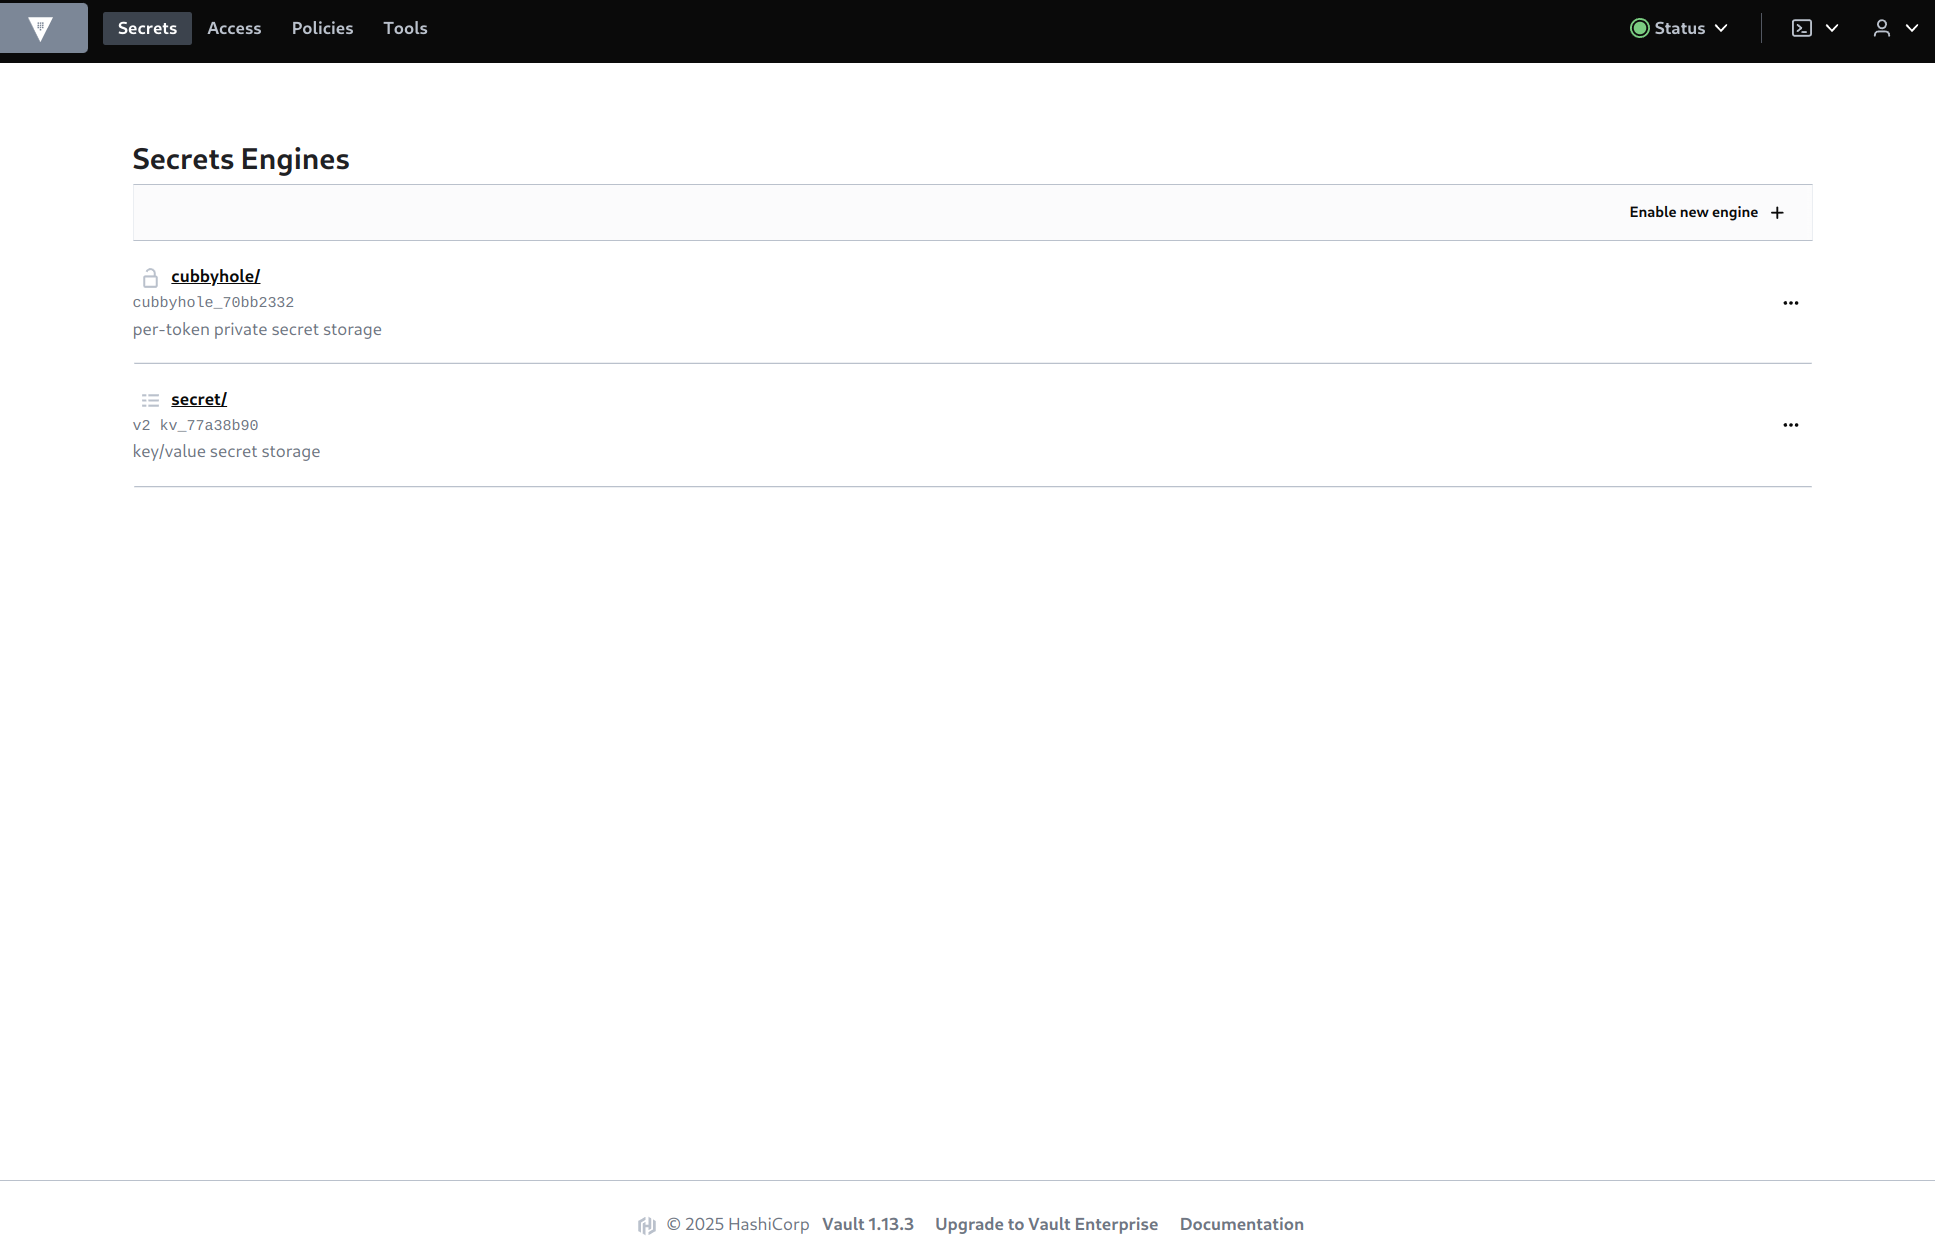 Secrets Access Policies Tools Status
Secrets Engines
Enable new engine
cubbyhole/
cubbyhole_70bb2332
per-token private secret storage
secret/
v2 kv_77a38b90
key/value secret storage
© 2025 HashiCorp Vault 1.13.3 Upgrade to Vault Enterprise Documentation